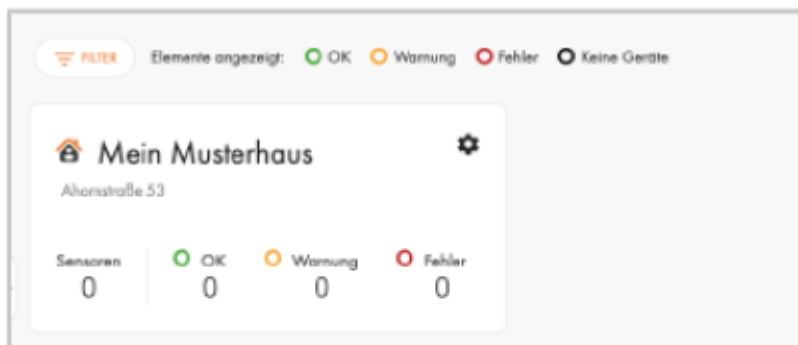 FILTER Elemente angezeigt: OK Warnung Fehler Keine Geräte
Mein Musterhaus
Ahornstraße 53
Sensoren OK Warnung Fehler
0 0 0 0